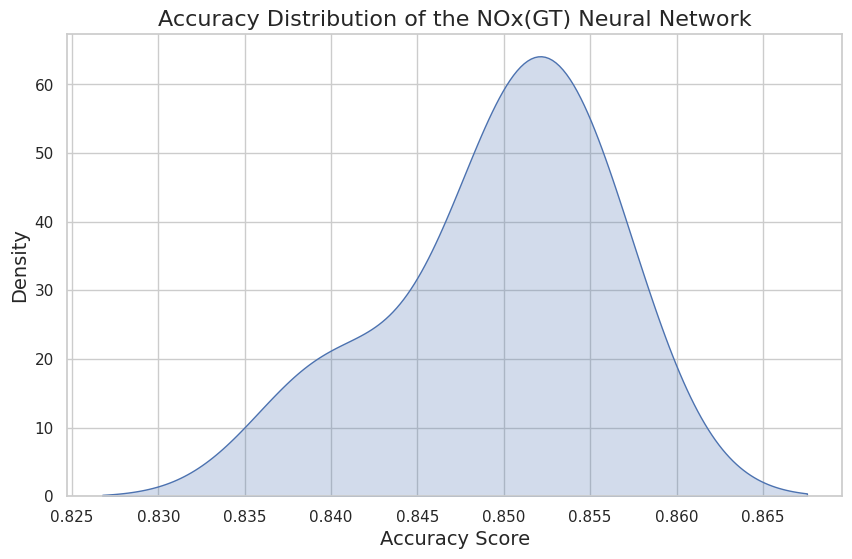 Accuracy Distribution of the NOx(GT) Neural Network
Density
60
50
40
30
20
10
0
0.825 0.830 0.835 0.840 0.845 0.850 0.855 0.860 0.865
Accuracy Score